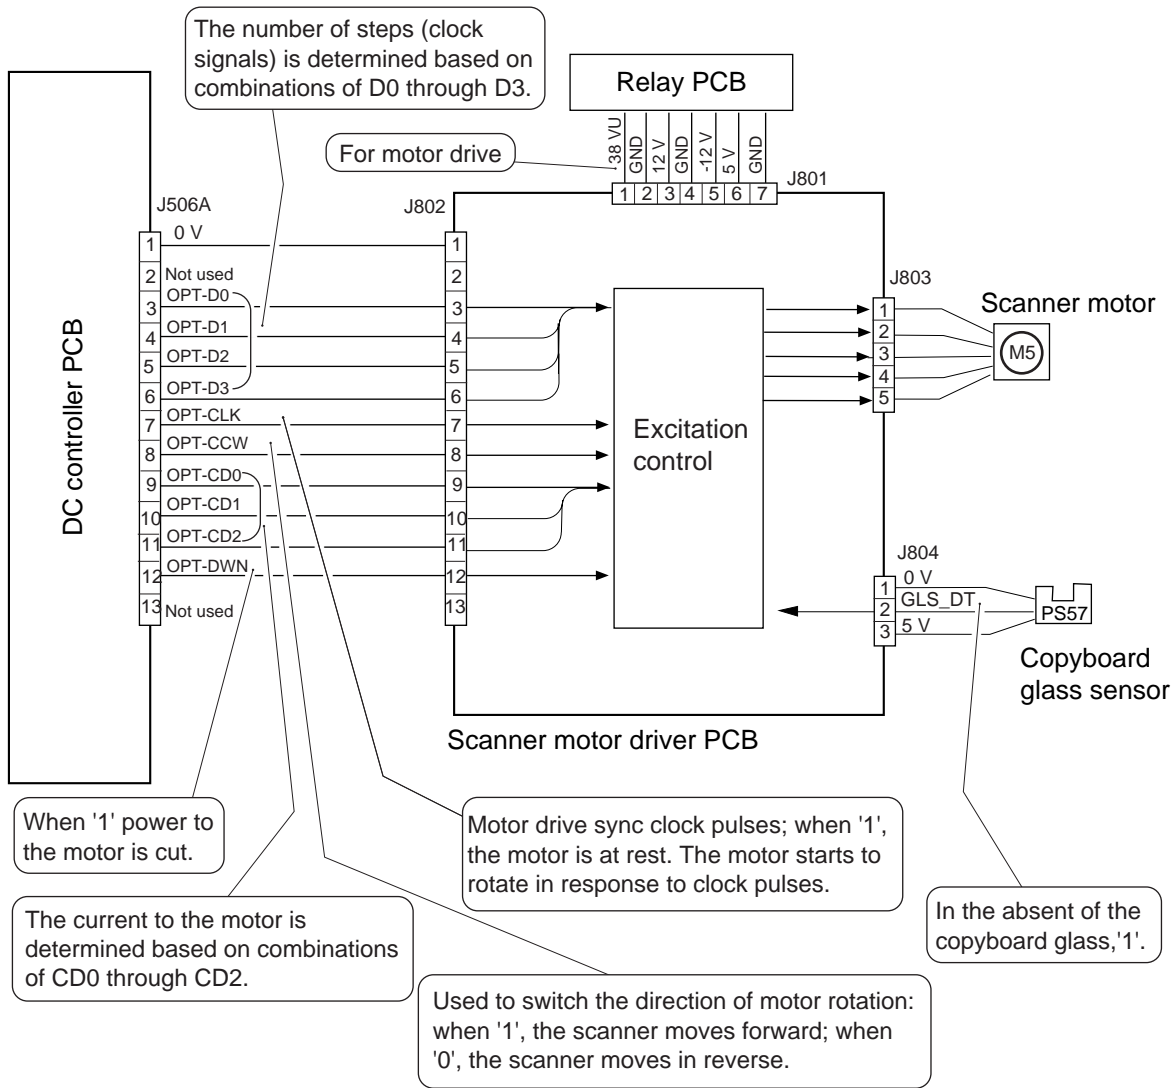 The number of steps (clock
signals) is determined based on
combinations of D0 through D3.
Relay PCB
For motor drive
38 VU
GND
12 V
GND
-12 V
5 V
GND
1 2 3 4 5 6 7
J801
J506A
J802
DC controller PCB
1 0 V 1
2 Not used 2
3 OPT-D0 3
4 OPT-D1 4
5 OPT-D2 5
6 OPT-D3 6
7 OPT-CLK 7
8 OPT-CCW 8
9 OPT-CD0 9
10 OPT-CD1 10
11 OPT-CD2 11
12 OPT-DWN 12
13 Not used 13
Excitation
control
J803
1
2
3
4
5
Scanner motor
M5
J804
1 0 V
2 GLS_DT
3 5 V
PS57
Copyboard
glass sensor
Scanner motor driver PCB
When '1' power to
the motor is cut.
Motor drive sync clock pulses; when '1',
the motor is at rest. The motor starts to
rotate in response to clock pulses.
The current to the motor is
determined based on combinations
of CD0 through CD2.
In the absent of the
copyboard glass,'1'.
Used to switch the direction of motor rotation:
when '1', the scanner moves forward; when
'0', the scanner moves in reverse.